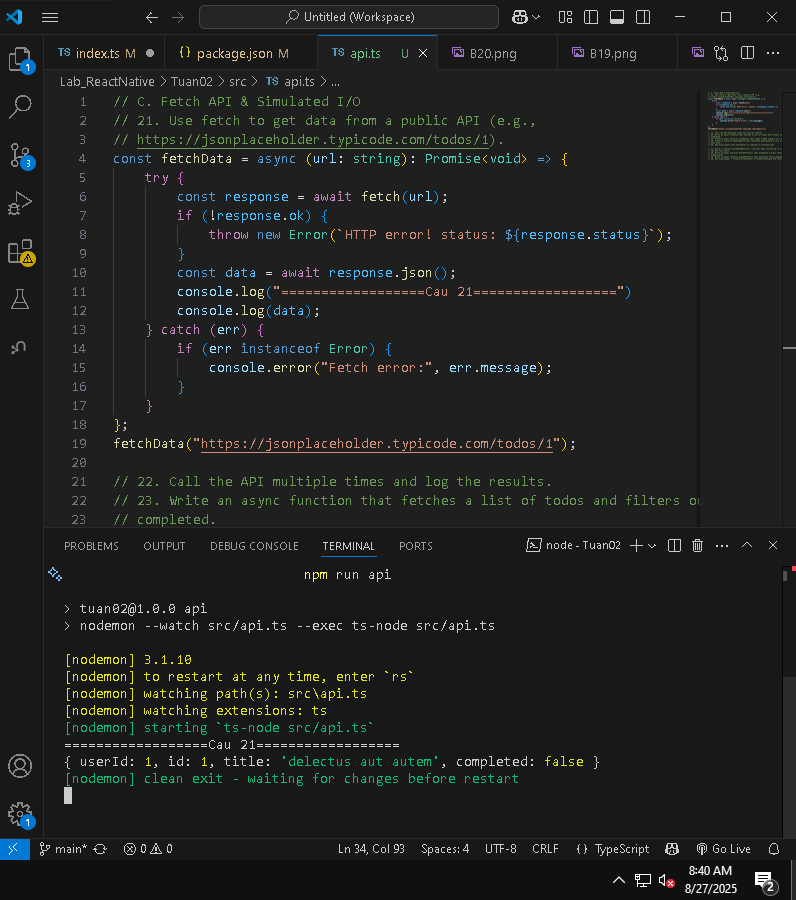 Untitled (Workspace)
TS index.ts M
{} package.json M
TS api.ts U
B20.png
B19.png
Lab_ReactNative > Tuan02 > src > TS api.ts > ...
1 // C. Fetch API & Simulated I/O
2 // 21. Use fetch to get data from a public API (e.g.,
3 // https://jsonplaceholder.typicode.com/todos/1).
4 const fetchData = async (url: string): Promise<void> => {
5 try {
6 const response = await fetch(url);
7 if (!response.ok) {
8 throw new Error(`HTTP error! status: ${response.status}`);
9 }
10 const data = await response.json();
11 console.log("==================Cau 21==================")
12 console.log(data);
13 } catch (err) {
14 if (err instanceof Error) {
15 console.error("Fetch error:", err.message);
16 }
17 }
18 };
19 fetchData("https://jsonplaceholder.typicode.com/todos/1");
20
21 // 22. Call the API multiple times and log the results.
22 // 23. Write an async function that fetches a list of todos and filters
23 // completed.
PROBLEMS OUTPUT DEBUG CONSOLE TERMINAL PORTS
node - Tuan02
npm run api
> tuan02@1.0.0 api
> nodemon --watch src/api.ts --exec ts-node src/api.ts
[nodemon] 3.1.10
[nodemon] to restart at any time, enter `rs`
[nodemon] watching path(s): src\api.ts
[nodemon] watching extensions: ts
[nodemon] starting `ts-node src/api.ts`
==================Cau 21==================
{ userId: 1, id: 1, title: 'delectus aut autem', completed: false }
[nodemon] clean exit - waiting for changes before restart
1
3
1
main* 0 0 Ln 34, Col 93 Spaces: 4 UTF-8 CRLF {} TypeScript Go Live
8:40 AM
8/27/2025
2